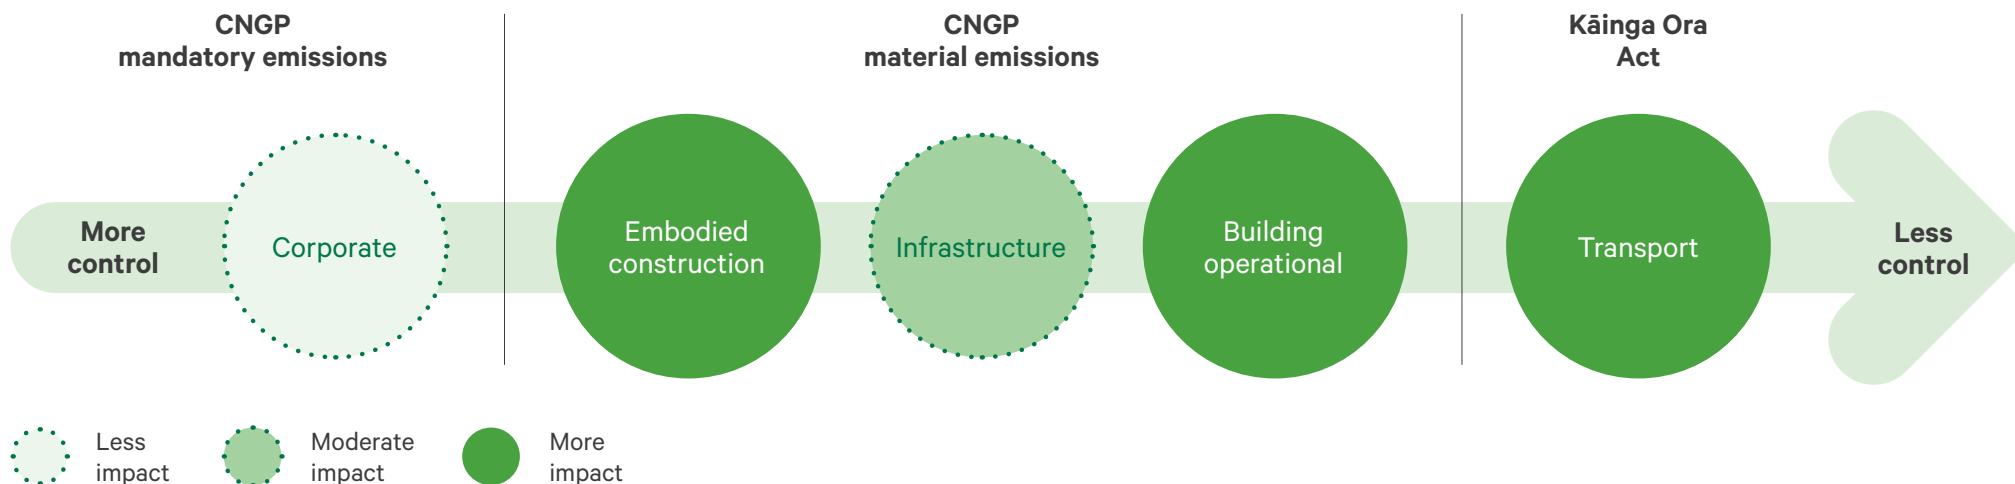 CNGP
mandatory emissions
CNGP
material emissions
Kāinga Ora
Act
More
control
Corporate
Embodied
construction
Infrastructure
Building
operational
Transport
Less
control
Less
impact
Moderate
impact
More
impact